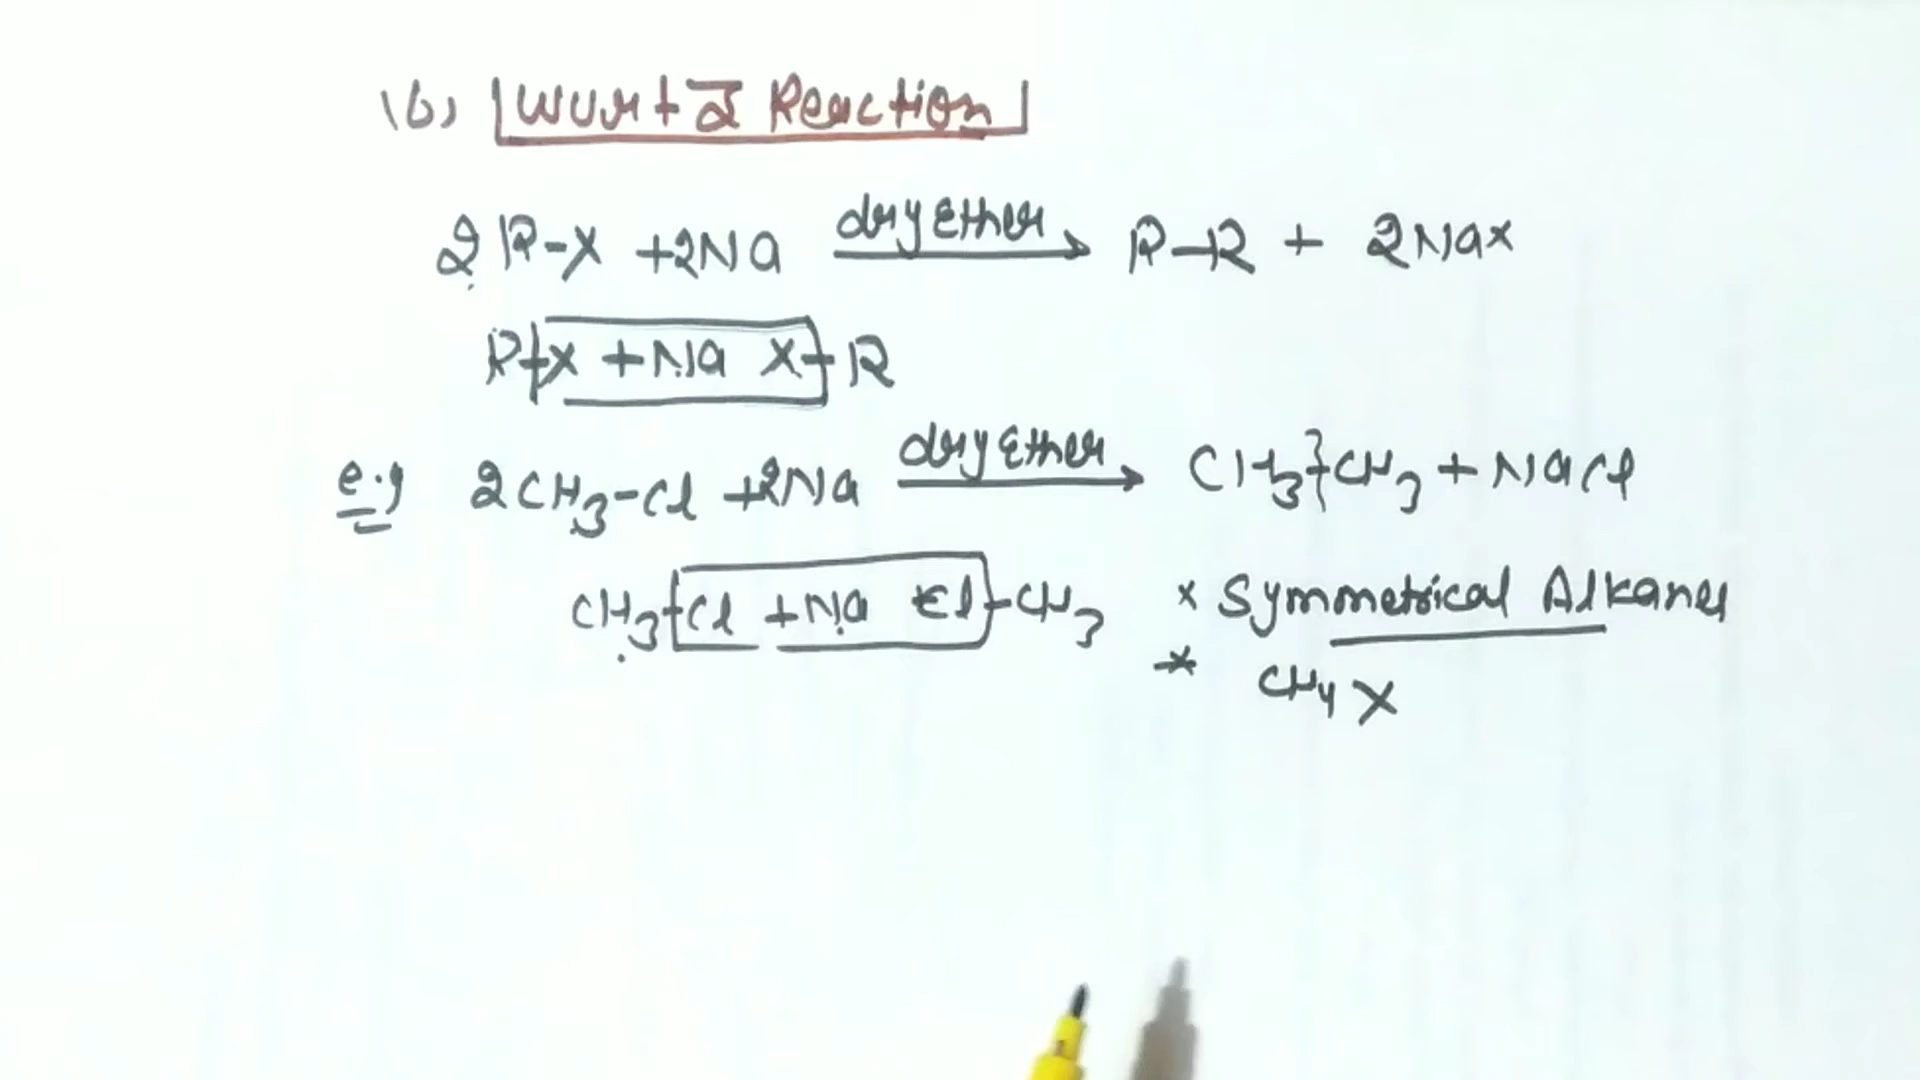 (b) Wurtz Reaction
2R-X +2Na dry Ether → R-R + 2NaX
R-X +Na X-R
e.g 2CH3-Cl +2Na dry Ether → CH3-CH3 + NaCl
CH3-Cl +Na Cl-CH3
* Symmetrical Alkanes
* CH4 X